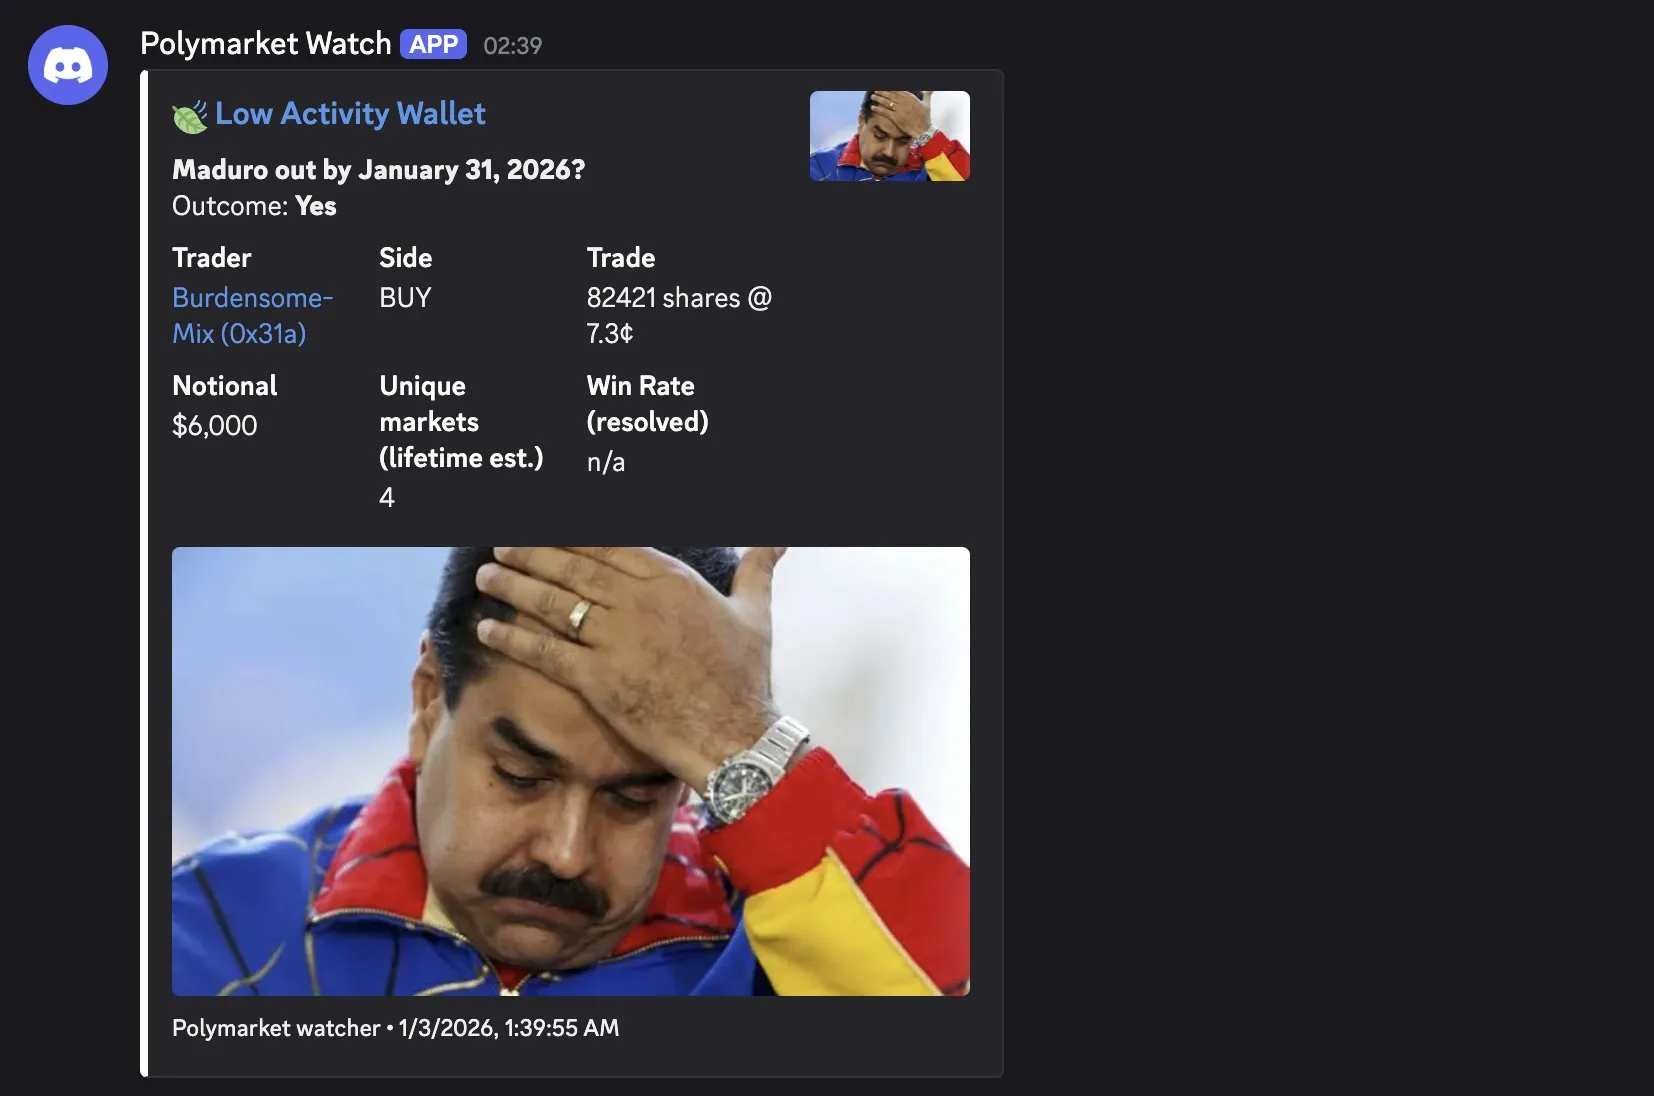 Polymarket Watch APP 02:39
Low Activity Wallet
Maduro out by January 31, 2026?
Outcome: Yes
Trader
Burdensome-
Mix (0x31a)
Side
BUY
Trade
82421 shares @
7.3¢
Notional
$6,000
Unique
markets
(lifetime est.)
4
Win Rate
(resolved)
n/a
Polymarket watcher • 1/3/2026, 1:39:55 AM